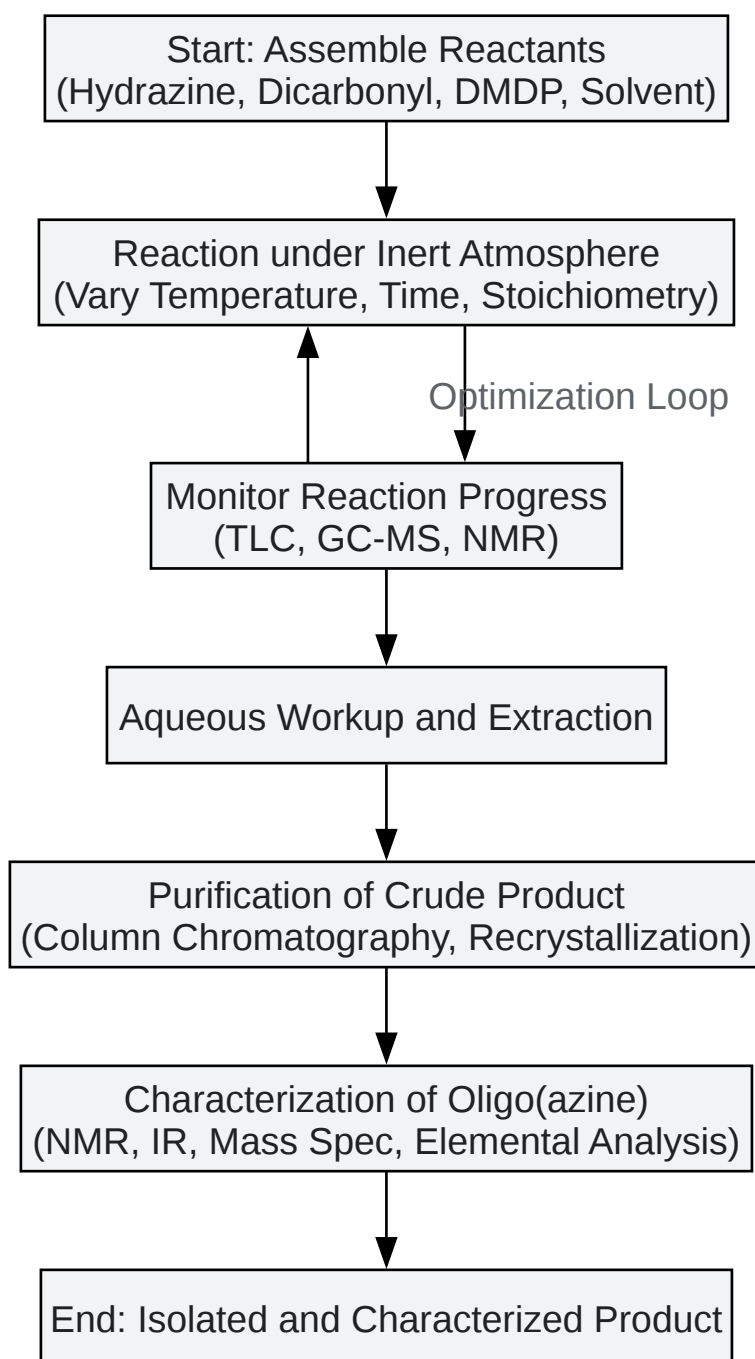 Start: Assemble Reactants
(Hydrazine, Dicarbonyl, DMDP, Solvent)
Reaction under Inert Atmosphere
(Vary Temperature, Time, Stoichiometry)
Optimization Loop
Monitor Reaction Progress
(TLC, GC-MS, NMR)
Aqueous Workup and Extraction
Purification of Crude Product
(Column Chromatography, Recrystallization)
Characterization of Oligo(azine)
(NMR, IR, Mass Spec, Elemental Analysis)
End: Isolated and Characterized Product